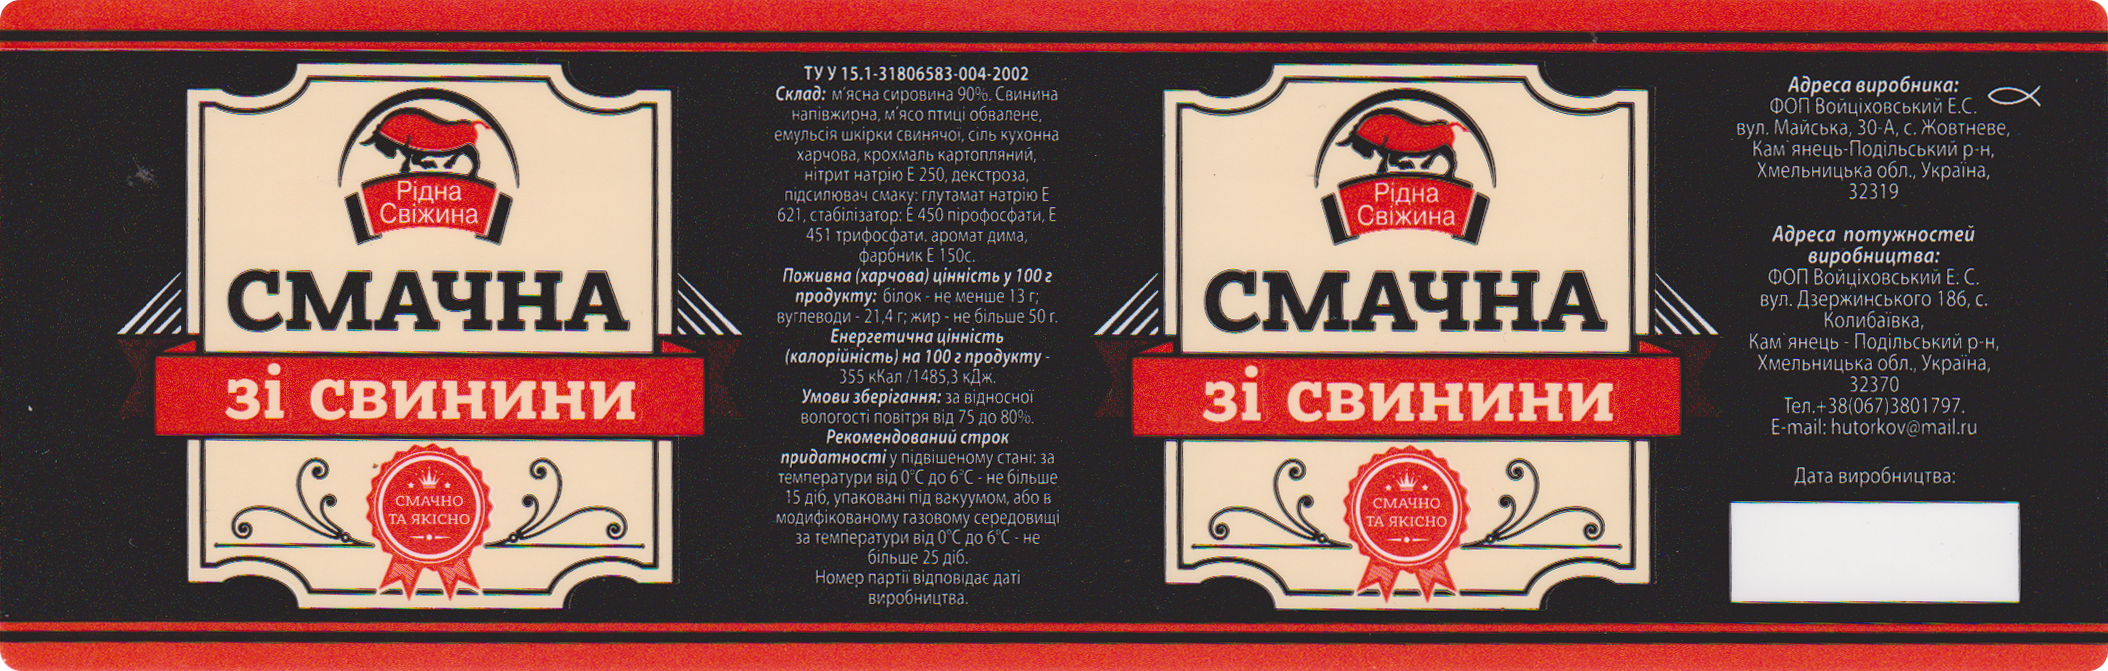 Рідна
Свіжина
СМАЧНА
зі свинини
СМАЧНО
ТА ЯКІСНО
ТУ У 15.1-31806583-004-2002
Склад: м'ясна сировина 90%. Свинина
напівжирна, м'ясо птиці обвалене,
емульсія шкірки свинячої, сіль кухонна
харчова, крохмаль картопляний,
нітрит натрію Е 250, декстроза,
підсилювач смаку: глутамат натрію Е
621, стабілізатор: Е 450 пірофосфати, Е
451 трифосфати. аромат дима,
фарбник Е 150с.
Поживна (харчова) цінність у 100 г
продукту: білок - не менше 13 г;
вуглеводи - 21,4 г; жир - не більше 50 г.
Енергетична цінність
(калорійність) на 100 г продукту -
355 кКал /1485,3 кДж.
Умови зберігання: за відносної
вологості повітря від 75 до 80%.
Рекомендований строк
придатності у підвішеному стані: за
температури від 0°С до 6°С - не більше
15 діб, упаковані під вакуумом, або в
модифікованому газовому середовищі
за температури від 0°С до 6°С - не
більше 25 діб.
Номер партії відповідає даті
виробництва.
Рідна
Свіжина
СМАЧНА
зі свинини
СМАЧНО
ТА ЯКІСНО
Адреса виробника:
ФОП Войціховський Е.С.
вул. Майська, 30-А, с. Жовтневе,
Кам`янець-Подільський р-н,
Хмельницька обл., Україна,
32319
Адреса потужностей
виробництва:
ФОП Войціховський Е. С.
вул. Дзержинського 186, с.
Колибаївка,
Кам`янець - Подільський р-н,
Хмельницька обл., Україна,
32370
Тел.+38(067)3801797.
E-mail: hutorkov@mail.ru
Дата виробництва: